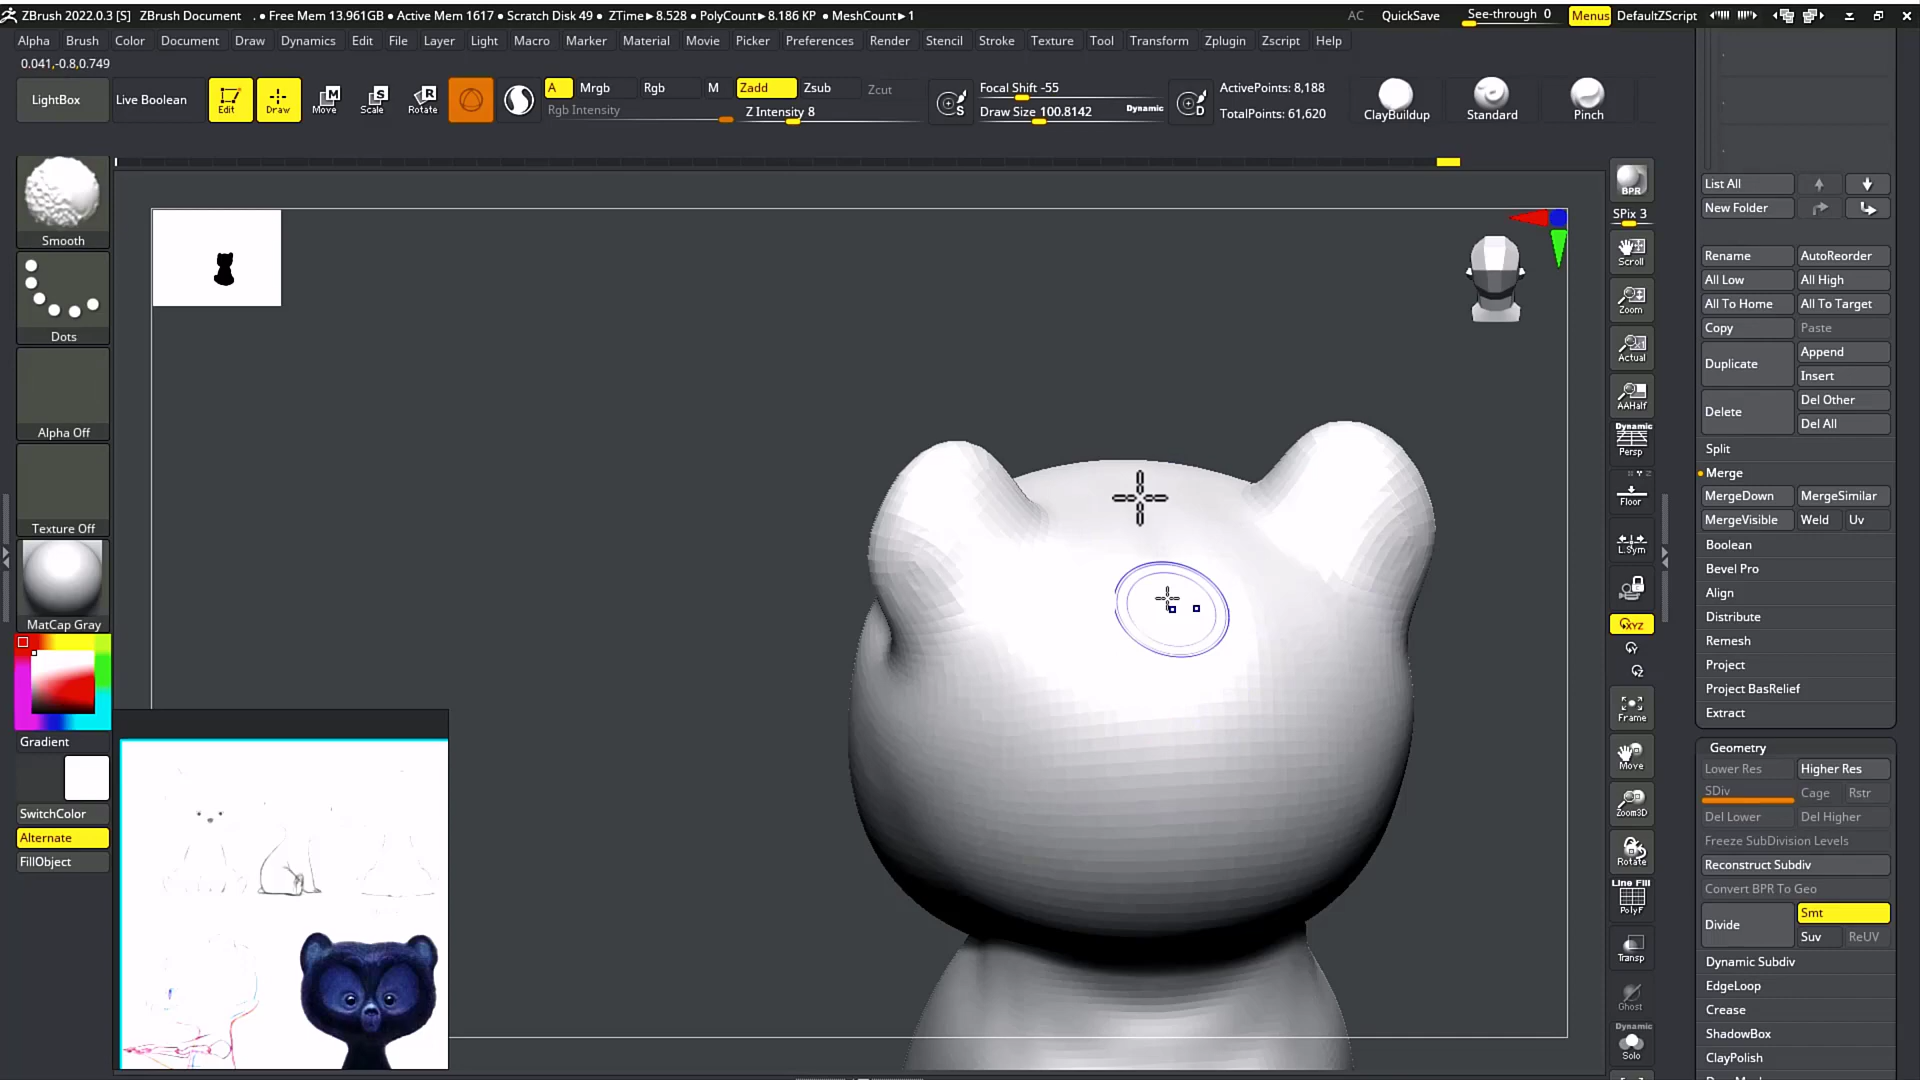 ZBrush 2022.0.3 [S] ZBrush Document . ● Free Mem 13.961GB ● Active Mem 1617 ● Scratch Disk 49 ● ZTime►8.528 ● PolyCount►8.186 KP ● MeshCount►1 AC QuickSave See-through 0 Menus DefaultZScript
Alpha Brush Color Document Draw Dynamics Edit File Layer Light Macro Marker Material Movie Picker Preferences Render Stencil Stroke Texture Tool Transform Zplugin Zscript Help
0.041,-0.8,0.749
LightBox Live Boolean Edit Draw Move Scale Rotate
A Mrgb Rgb M Zadd Zsub Zcut
Rgb Intensity Z Intensity 8
Focal Shift -55
Draw Size 100.8142 Dynamic
ActivePoints: 8,188
TotalPoints: 61,620
ClayBuildup Standard Pinch
Smooth
Dots
Alpha Off
Texture Off
MatCap Gray
Gradient
SwitchColor
Alternate
FillObject
BPR
SPix 3
Scroll
Zoom
Actual
AAHalf
Dynamic
Persp
Floor
L.Sym
XYZ
Frame
Move
Zoom3D
Rotate
Line Fill
PolyF
Transp
Ghost
Dynamic
Solo
List All
New Folder
Rename AutoReorder
All Low All High
All To Home All To Target
Copy Paste
Duplicate Append
Insert
Delete Del Other
Del All
Split
Merge
MergeDown MergeSimilar
MergeVisible Weld Uv
Boolean
Bevel Pro
Align
Distribute
Remesh
Project
Project BasRelief
Extract
Geometry
Lower Res Higher Res
SDiv Cage Rstr
Del Lower Del Higher
Freeze SubDivision Levels
Reconstruct Subdiv
Convert BPR To Geo
Divide Smt
Suv ReUV
Dynamic Subdiv
EdgeLoop
Crease
ShadowBox
ClayPolish